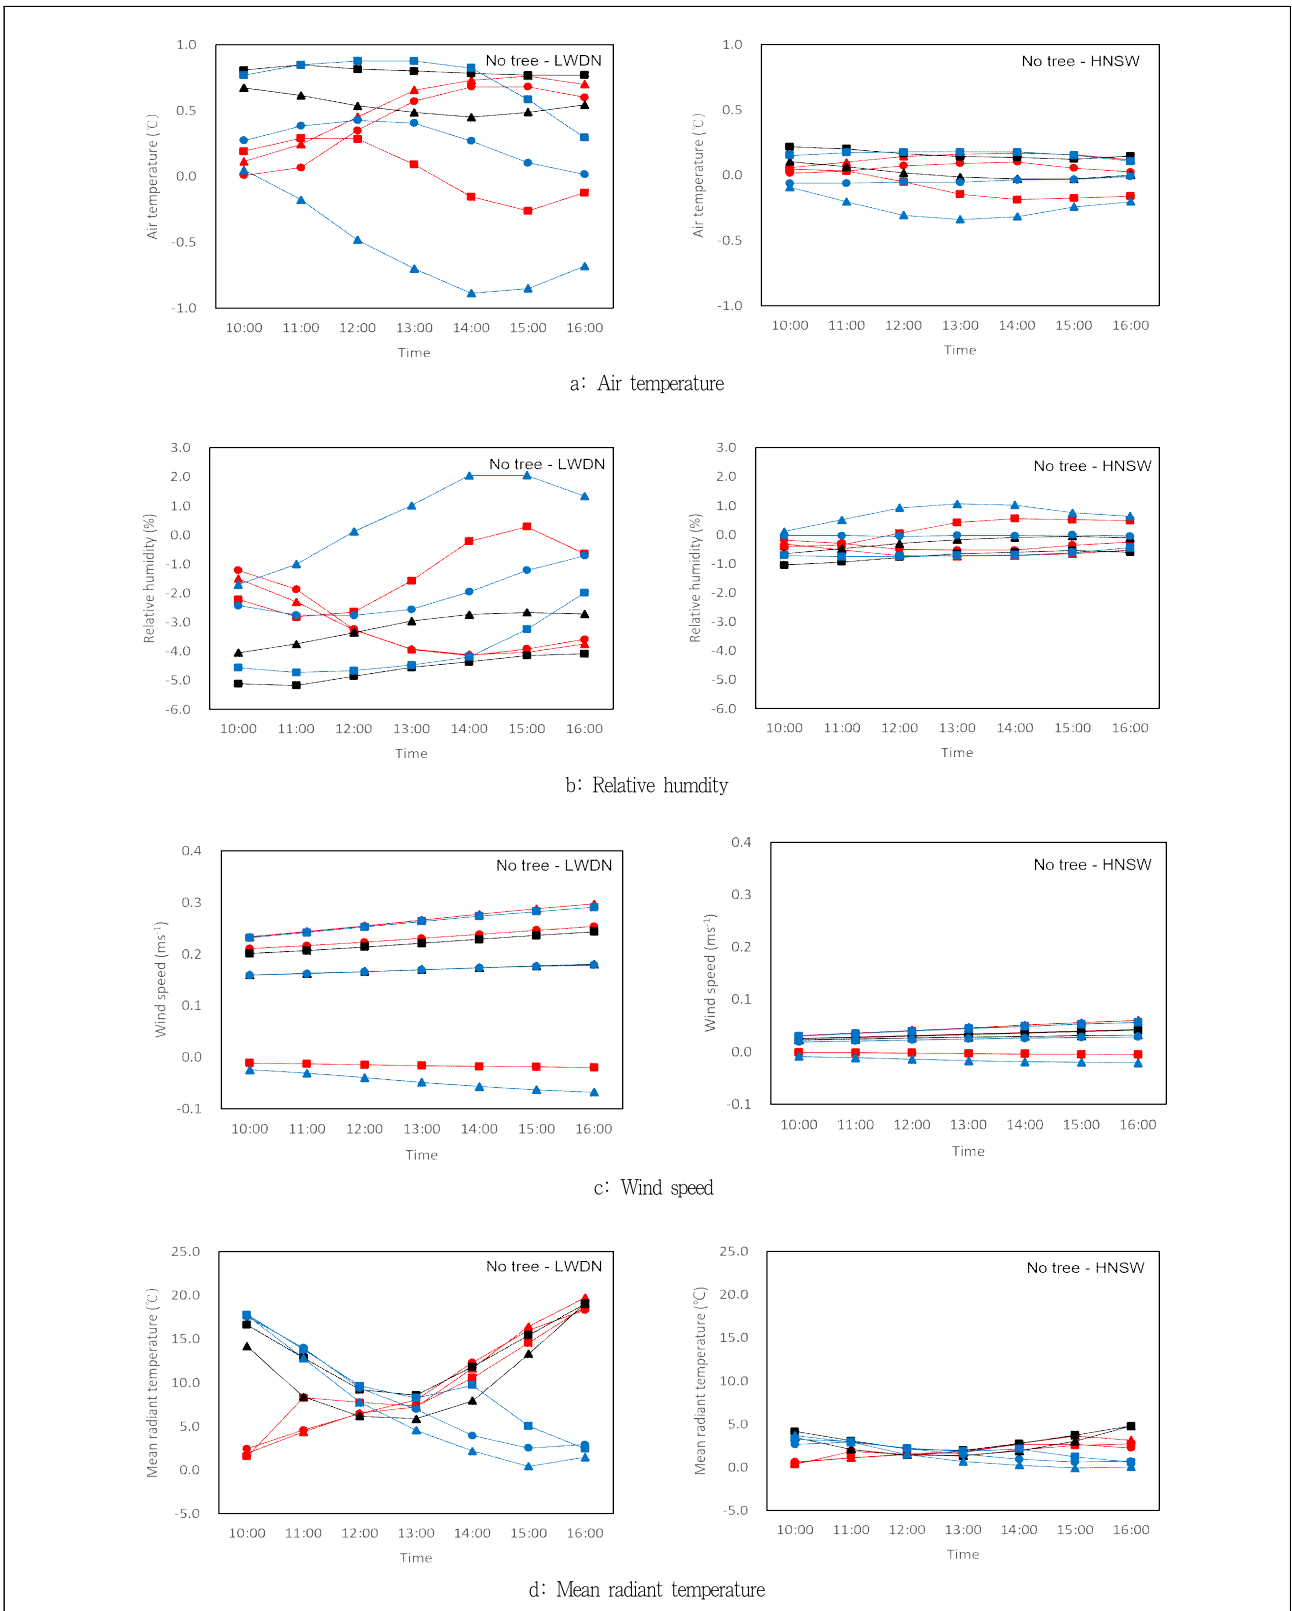 No tree - LWDN
Air temperature (℃)
1.0
0.5
0.0
-0.5
-1.0
10:00 11:00 12:00 13:00 14:00 15:00 16:00
Time
No tree - HNSW
Air temperature (℃)
1.0
0.5
0.0
-0.5
-1.0
10:00 11:00 12:00 13:00 14:00 15:00 16:00
Time
a: Air temperature
No tree - LWDN
Relative humidity (%)
3.0
2.0
1.0
0.0
-1.0
-2.0
-3.0
-4.0
-5.0
-6.0
10:00 11:00 12:00 13:00 14:00 15:00 16:00
Time
No tree - HNSW
Relative humidity (%)
3.0
2.0
1.0
0.0
-1.0
-2.0
-3.0
-4.0
-5.0
-6.0
10:00 11:00 12:00 13:00 14:00 15:00 16:00
Time
b: Relative humdity
No tree - LWDN
Wind speed (ms⁻¹)
0.4
0.3
0.2
0.1
0.0
-0.1
10:00 11:00 12:00 13:00 14:00 15:00 16:00
Time
No tree - HNSW
Wind speed (ms⁻¹)
0.4
0.3
0.2
0.1
0.0
-0.1
10:00 11:00 12:00 13:00 14:00 15:00 16:00
Time
c: Wind speed
No tree - LWDN
Mean radiant temperature (℃)
25.0
20.0
15.0
10.0
5.0
0.0
-5.0
10:00 11:00 12:00 13:00 14:00 15:00 16:00
Time
No tree - HNSW
Mean radiant temperature (℃)
25.0
20.0
15.0
10.0
5.0
0.0
-5.0
10:00 11:00 12:00 13:00 14:00 15:00 16:00
Time
d: Mean radiant temperature